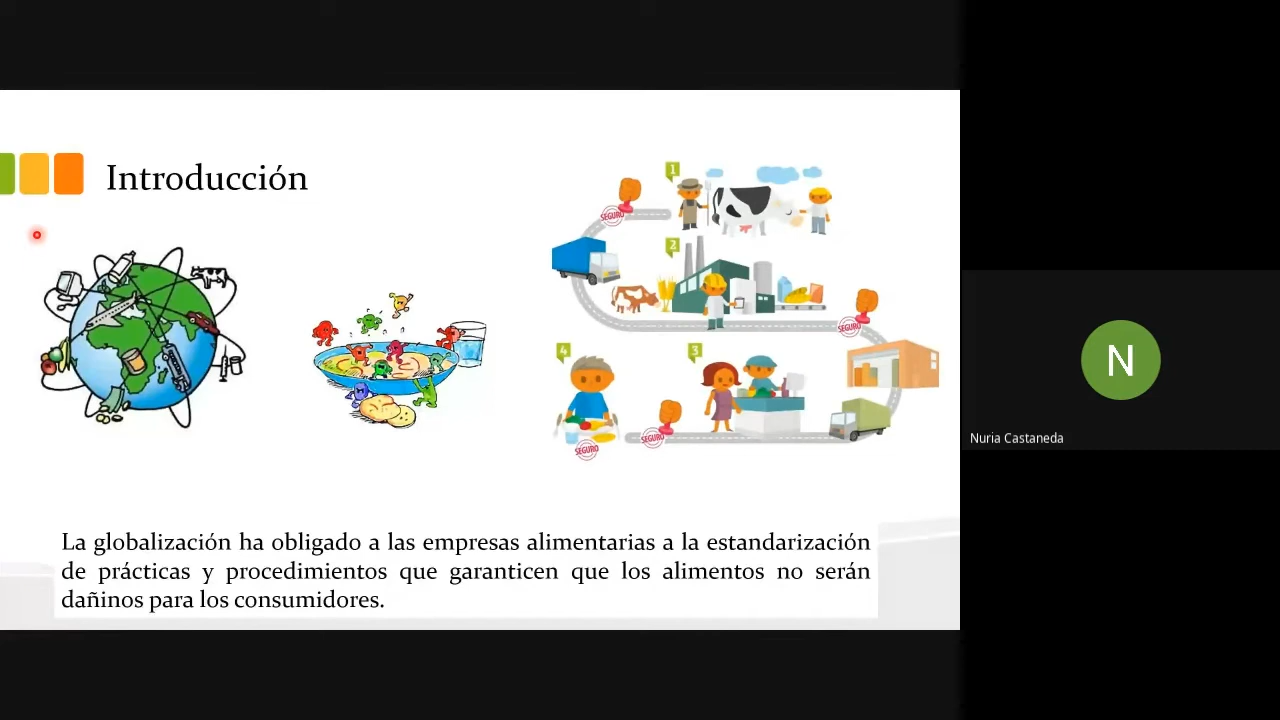 Introducción
1
SEGURO
2
SEGURO
4
3
SEGURO
SEGURO
La globalización ha obligado a las empresas alimentarias a la estandarización
de prácticas y procedimientos que garanticen que los alimentos no serán
dañinos para los consumidores.
N
Nuria Castaneda